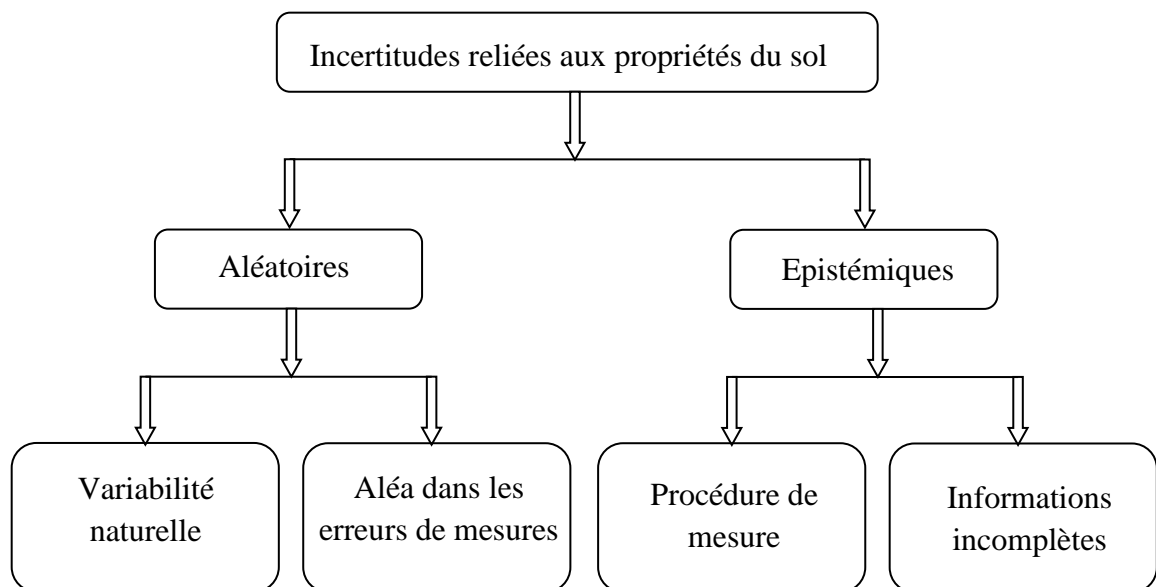 Incertitudes reliées aux propriétés du sol
Aléatoires
Epistémiques
Variabilité
naturelle
Aléa dans les
erreurs de mesures
Procédure de
mesure
Informations
incomplètes